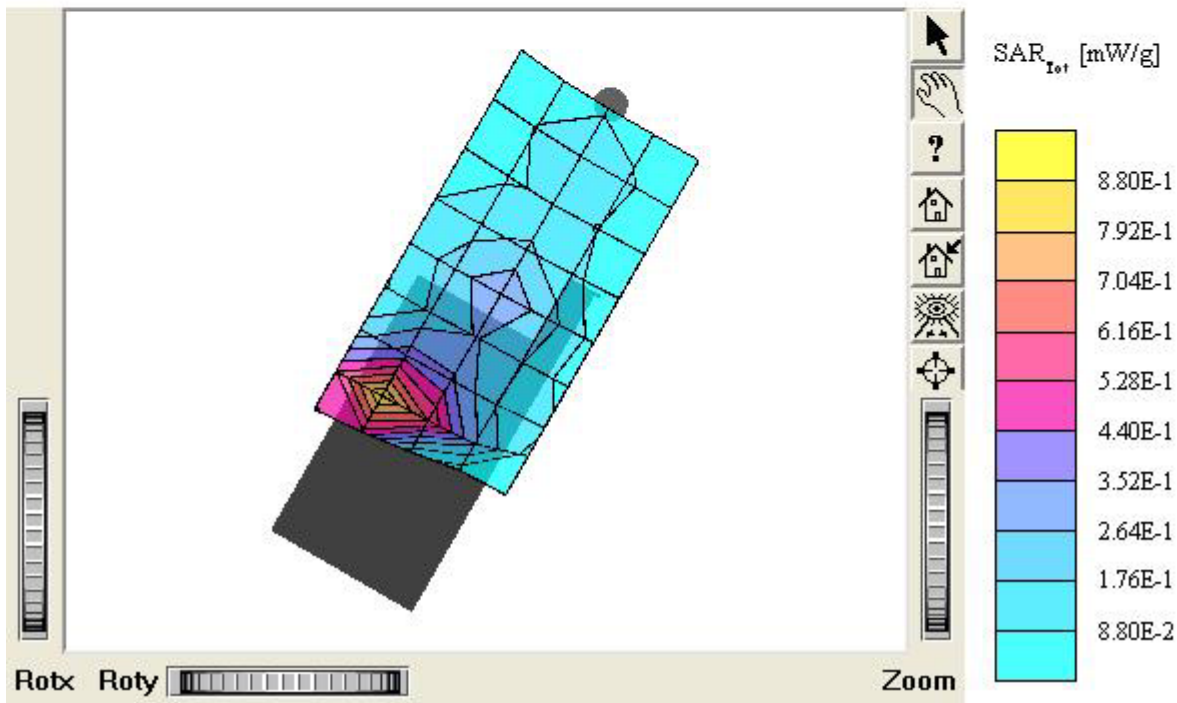 SAR_Tot [mW/g]
?
8.80E-1
7.92E-1
7.04E-1
6.16E-1
5.28E-1
4.40E-1
3.52E-1
2.64E-1
1.76E-1
8.80E-2
Rotx Roty Zoom